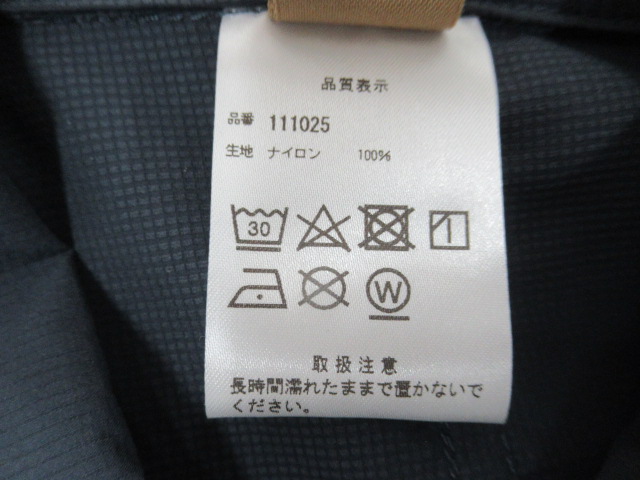 品質表示
品番 111025
生地 ナイロン 100%
30
W
取扱注意
長時間濡れたままで置かないで
ください。